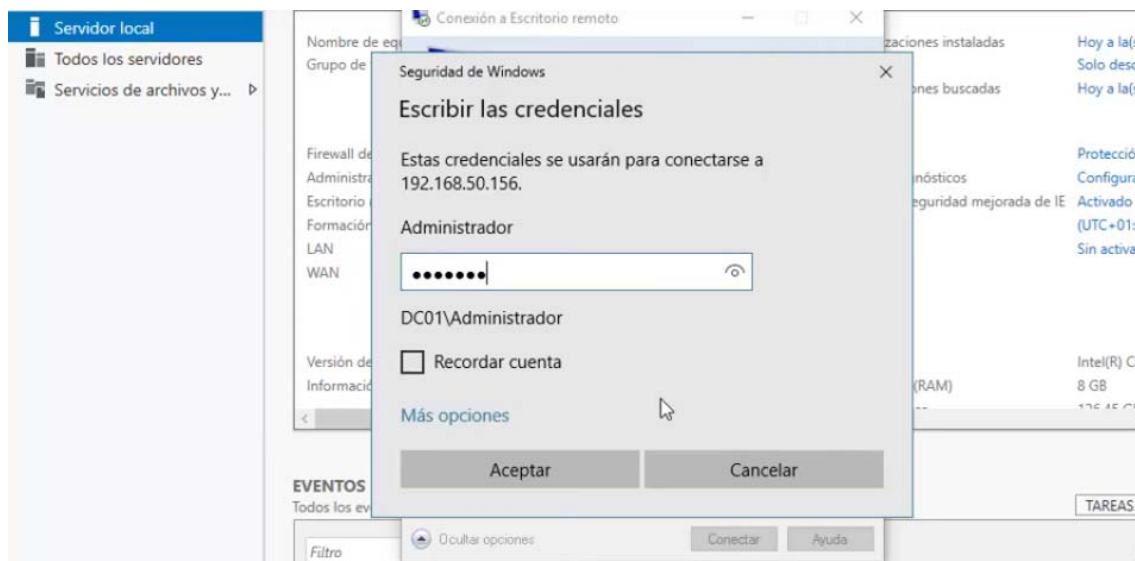 Servidor local
Todos los servidores
Servicios de archivos y...
Conexión a Escritorio remoto
Nombre de equ
zaciones instaladas
Hoy a la(s
Grupo de
Solo desc
ones buscadas
Hoy a la(s
Seguridad de Windows
Escribir las credenciales
Estas credenciales se usarán para conectarse a
192.168.50.156.
Administrador
•••••••
DC01\Administrador
Recordar cuenta
Más opciones
Aceptar
Cancelar
Firewall de
Protecció
Administra
nósticos
Configura
Escritorio
eguridad mejorada de IE
Activado
Formación
(UTC+01:
LAN
Sin activa
WAN
Versión de
Intel(R) C
Informació
(RAM)
8 GB
EVENTOS
Todos los ev
TAREAS
Filtro
Ocultar opciones
Conectar
Ayuda